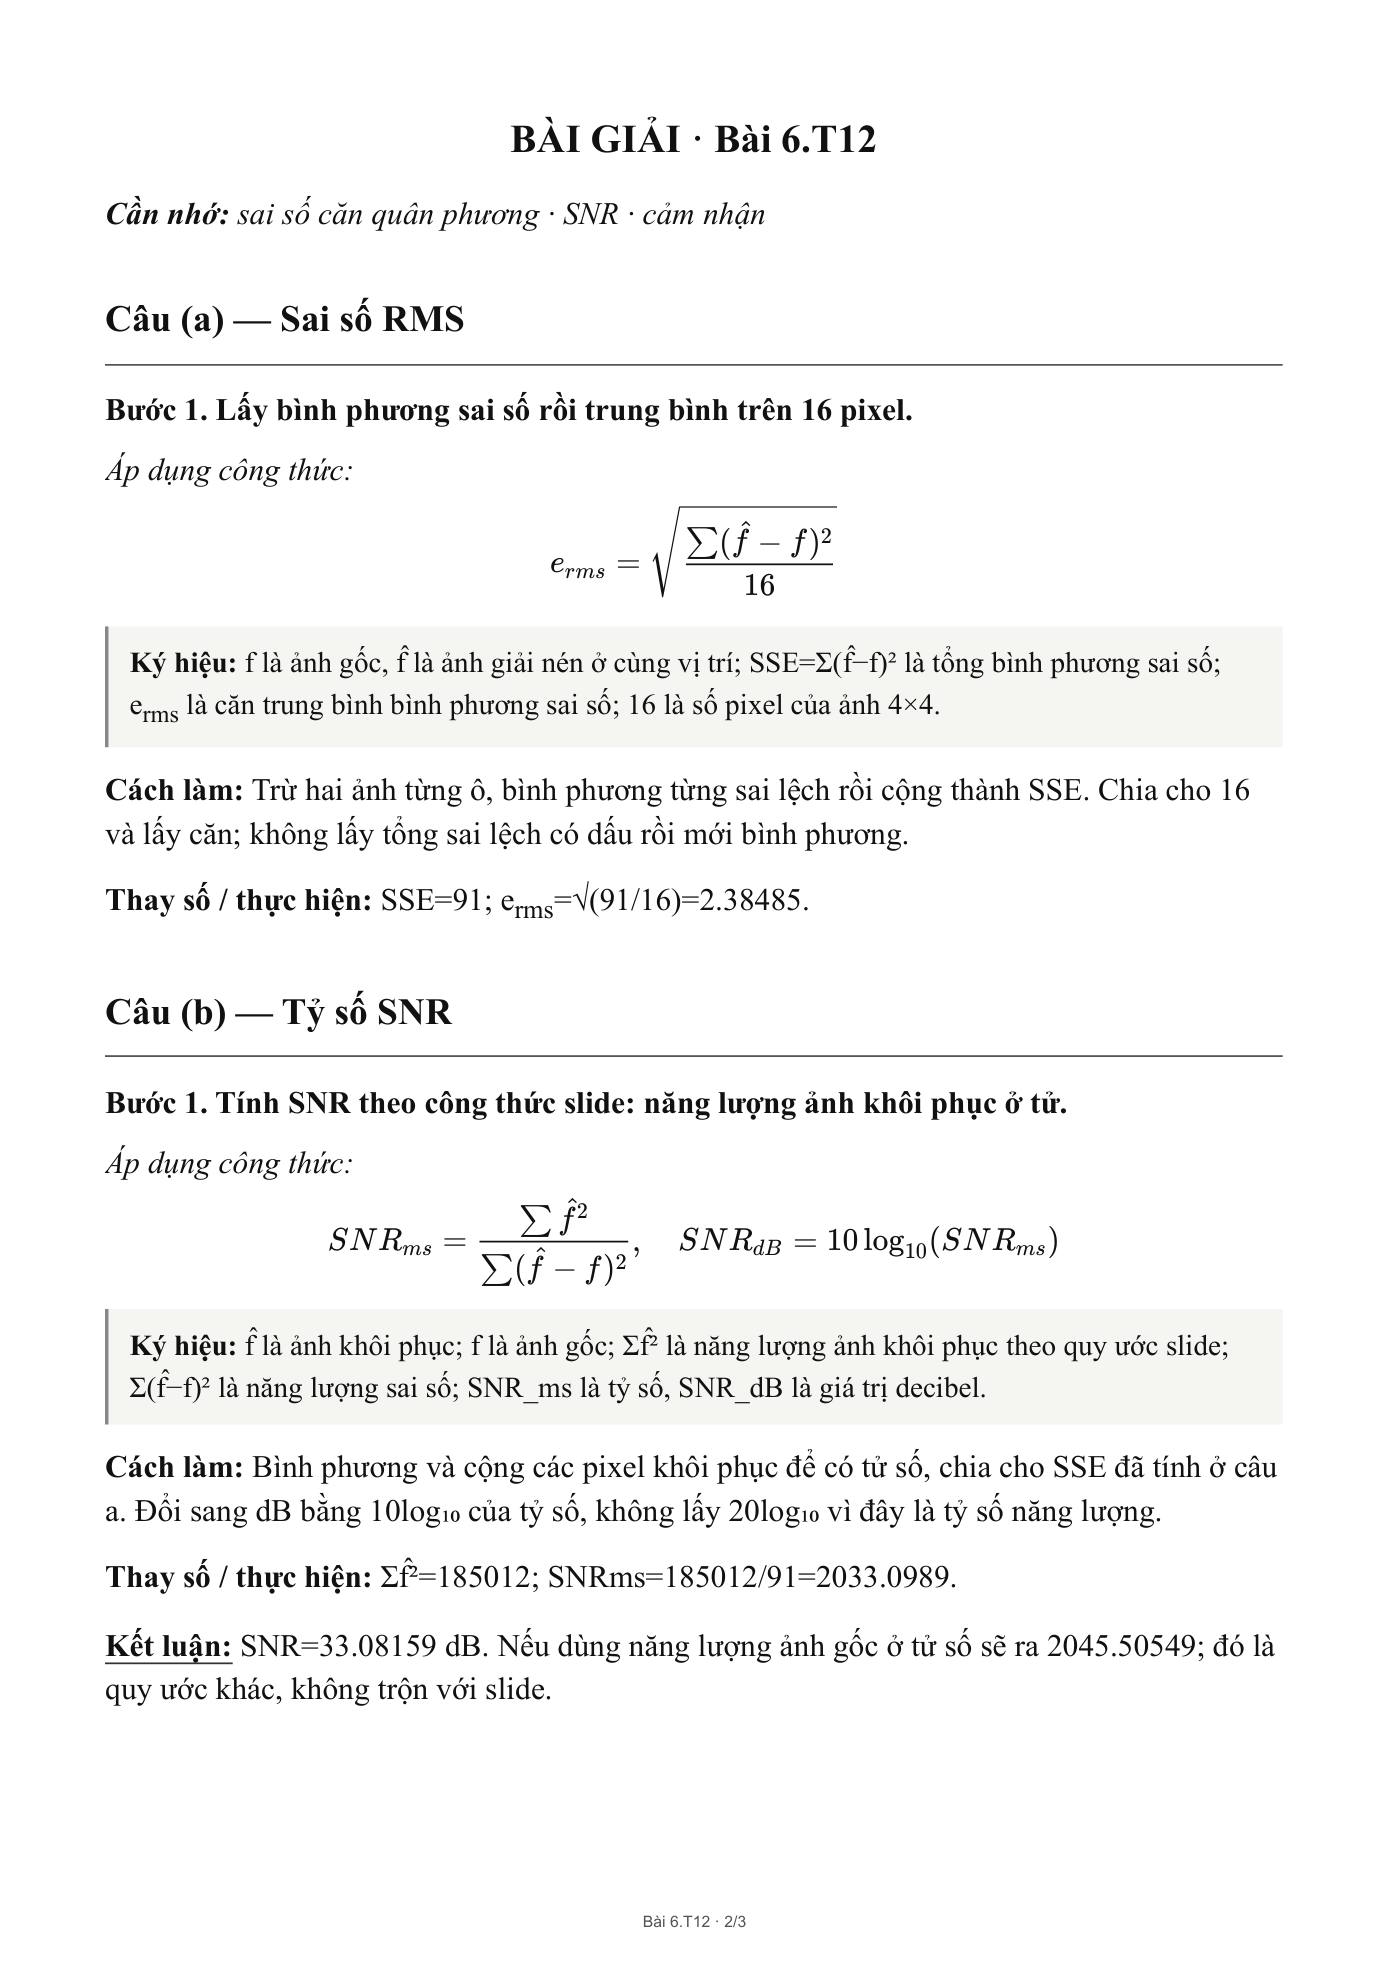 BÀI GIẢI · Bài 6.T12
Cần nhớ: sai số căn quân phương · SNR · cảm nhận
Câu (a) — Sai số RMS
Bước 1. Lấy bình phương sai số rồi trung bình trên 16 pixel.
Áp dụng công thức:
e_{rms} = √(∑(f̂ − f)² / 16)
Ký hiệu: f là ảnh gốc, f̂ là ảnh giải nén ở cùng vị trí; SSE=Σ(f̂−f)² là tổng bình phương sai số;
e_{rms} là căn trung bình bình phương sai số; 16 là số pixel của ảnh 4×4.
Cách làm: Trừ hai ảnh từng ô, bình phương từng sai lệch rồi cộng thành SSE. Chia cho 16
và lấy căn; không lấy tổng sai lệch có dấu rồi mới bình phương.
Thay số / thực hiện: SSE=91; e_{rms}=√(91/16)=2.38485.
Câu (b) — Tỷ số SNR
Bước 1. Tính SNR theo công thức slide: năng lượng ảnh khôi phục ở tử.
Áp dụng công thức:
SNR_{ms} = ∑ f̂² / ∑(f̂ − f)², SNR_{dB} = 10 log₁₀(SNR_{ms})
Ký hiệu: f̂ là ảnh khôi phục; f là ảnh gốc; Σf̂² là năng lượng ảnh khôi phục theo quy ước slide;
Σ(f̂−f)² là năng lượng sai số; SNR_ms là tỷ số, SNR_dB là giá trị decibel.
Cách làm: Bình phương và cộng các pixel khôi phục để có tử số, chia cho SSE đã tính ở câu
a. Đổi sang dB bằng 10log₁₀ của tỷ số, không lấy 20log₁₀ vì đây là tỷ số năng lượng.
Thay số / thực hiện: Σf̂²=185012; SNRms=185012/91=2033.0989.
Kết luận: SNR=33.08159 dB. Nếu dùng năng lượng ảnh gốc ở tử số sẽ ra 2045.50549; đó là
quy ước khác, không trộn với slide.
Bài 6.T12 · 2/3